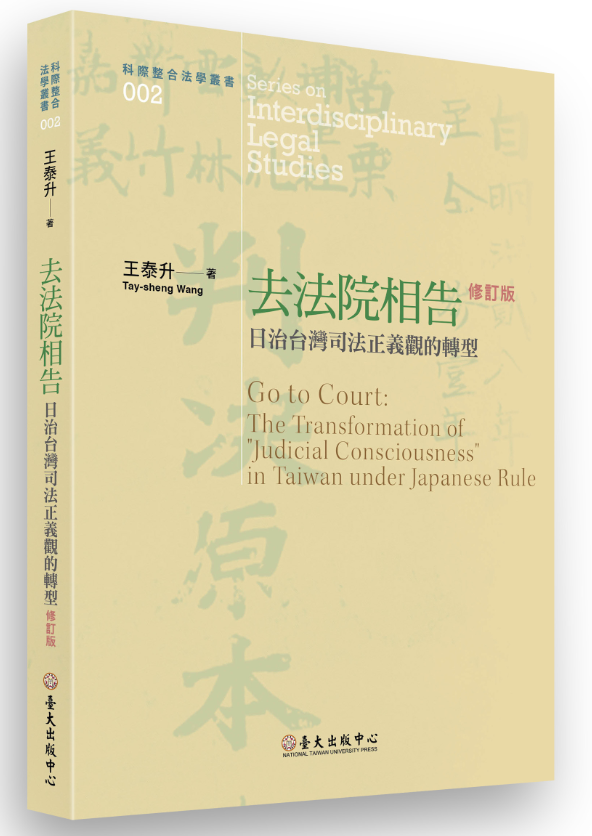 科際整合
法學叢書
002
王泰升
著
去法院相告
日治台灣司法正義觀的轉型
修訂版
臺大出版中心
科際整合法學叢書
002
Series on
Interdisciplinary
Legal
Studies
王泰升 著
Tay-sheng Wang
去法院相告 修訂版
日治台灣司法正義觀的轉型
Go to Court:
The Transformation of
"Judicial Consciousness"
in Taiwan under Japanese Rule
判決原本
臺大出版中心
NATIONAL TAIWAN UNIVERSITY PRESS